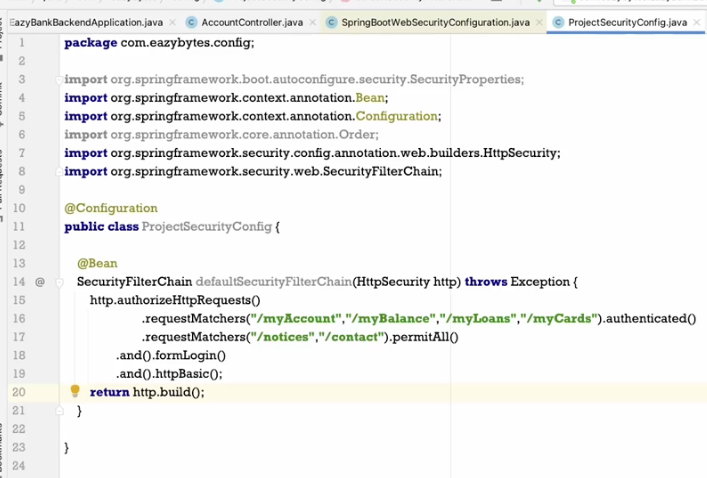 EazyBankBackendApplication.java × AccountController.java × SpringBootWebSecurityConfiguration.java × ProjectSecurityConfig.java ×
1 package com.eazybytes.config;
2
3 import org.springframework.boot.autoconfigure.security.SecurityProperties;
4 import org.springframework.context.annotation.Bean;
5 import org.springframework.context.annotation.Configuration;
6 import org.springframework.core.annotation.Order;
7 import org.springframework.security.config.annotation.web.builders.HttpSecurity;
8 import org.springframework.security.web.SecurityFilterChain;
9
10 @Configuration
11 public class ProjectSecurityConfig {
12
13 @Bean
14 @ SecurityFilterChain defaultSecurityFilterChain(HttpSecurity http) throws Exception {
15 http.authorizeHttpRequests()
16 .requestMatchers("/myAccount","/myBalance","/myLoans","/myCards").authenticated()
17 .requestMatchers("/notices","/contact").permitAll()
18 .and().formLogin()
19 .and().httpBasic();
20 return http.build();
21 }
22
23 }
24